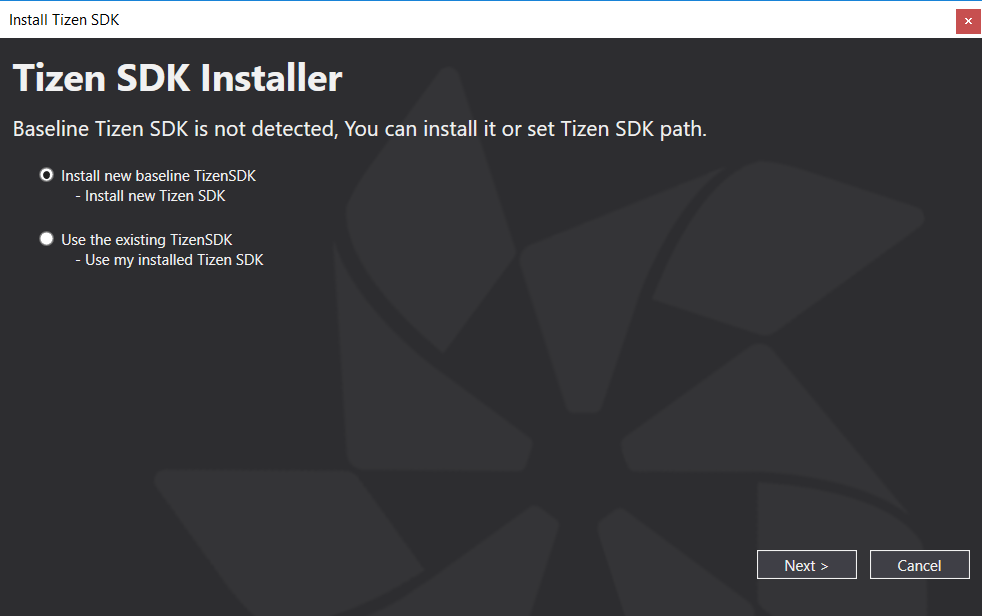 Install Tizen SDK
Tizen SDK Installer
Baseline Tizen SDK is not detected, You can install it or set Tizen SDK path.
Install new baseline TizenSDK
- Install new Tizen SDK
Use the existing TizenSDK
- Use my installed Tizen SDK
Next >
Cancel